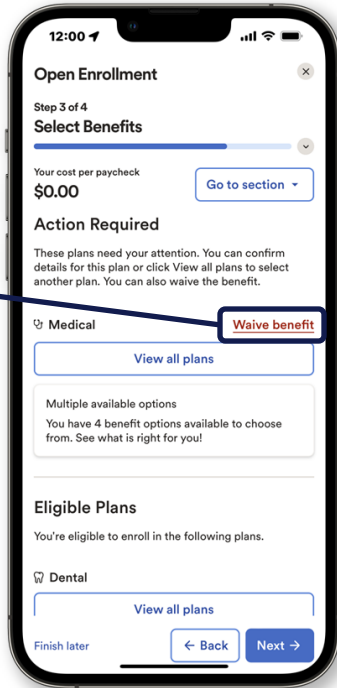 12:00
Open Enrollment
Step 3 of 4
Select Benefits
Your cost per paycheck
$0.00
Go to section
Action Required
These plans need your attention. You can confirm
details for this plan or click View all plans to select
another plan. You can also waive the benefit.
Medical
Waive benefit
View all plans
Multiple available options
You have 4 benefit options available to choose
from. See what is right for you!
Eligible Plans
You're eligible to enroll in the following plans.
Dental
View all plans
Finish later
← Back
Next →